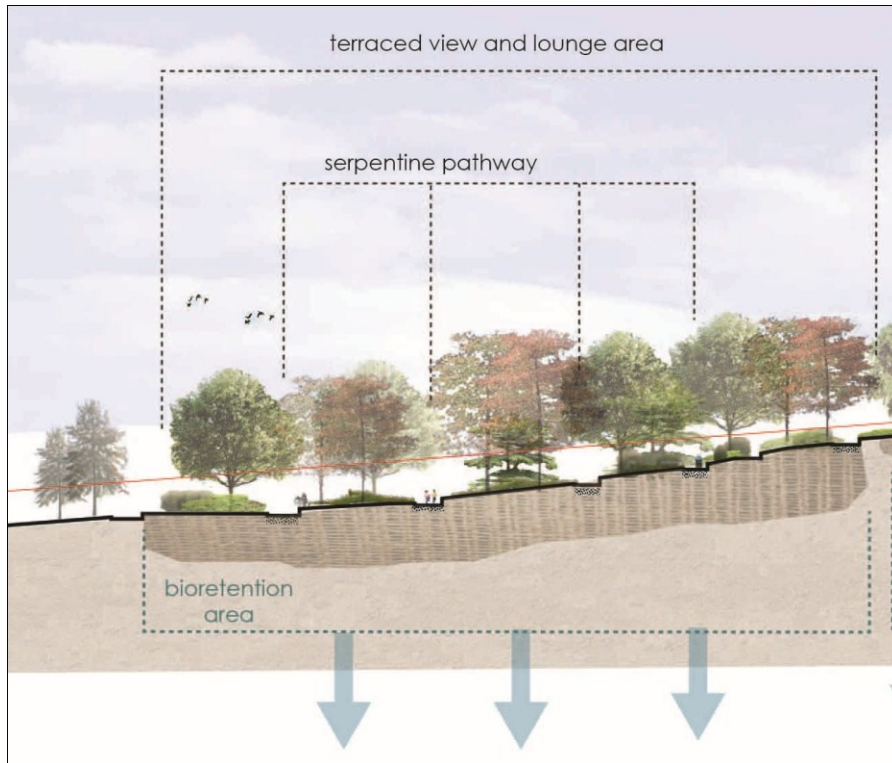 terraced view and lounge area
serpentine pathway
bioretention
area